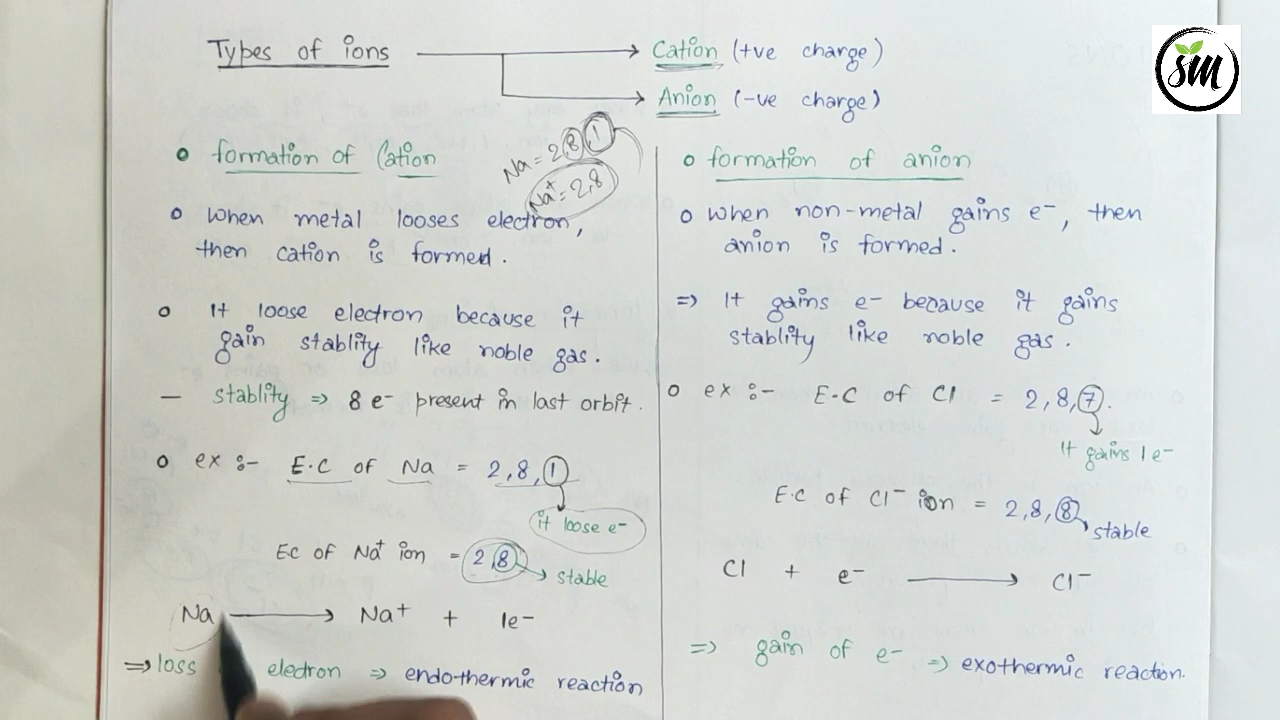 Types of ions
Cation (+ve charge)
Anion (-ve charge)
sm
formation of Cation
Na = 2 8 1
Na+ = 2,8
when metal looses electron,
then cation is formed.
It loose electron because it
gain stablity like noble gas.
— stablity ⇒ 8 e- present in last orbit.
ex :- E.C of Na = 2,8,1
it loose e-
EC of Na+ ion = 2,8
stable
Na → Na+ + 1e-
⇒ loss electron ⇒ endothermic reaction
formation of anion
when non-metal gains e-, then
anion is formed.
⇒ It gains e- because it gains
stablity like noble gas.
ex :- E.C of Cl = 2,8,7.
It gains 1e-
E.C of Cl- ion = 2,8,8
stable
Cl + e- → Cl-
⇒ gain of e- ⇒ exothermic reaction.